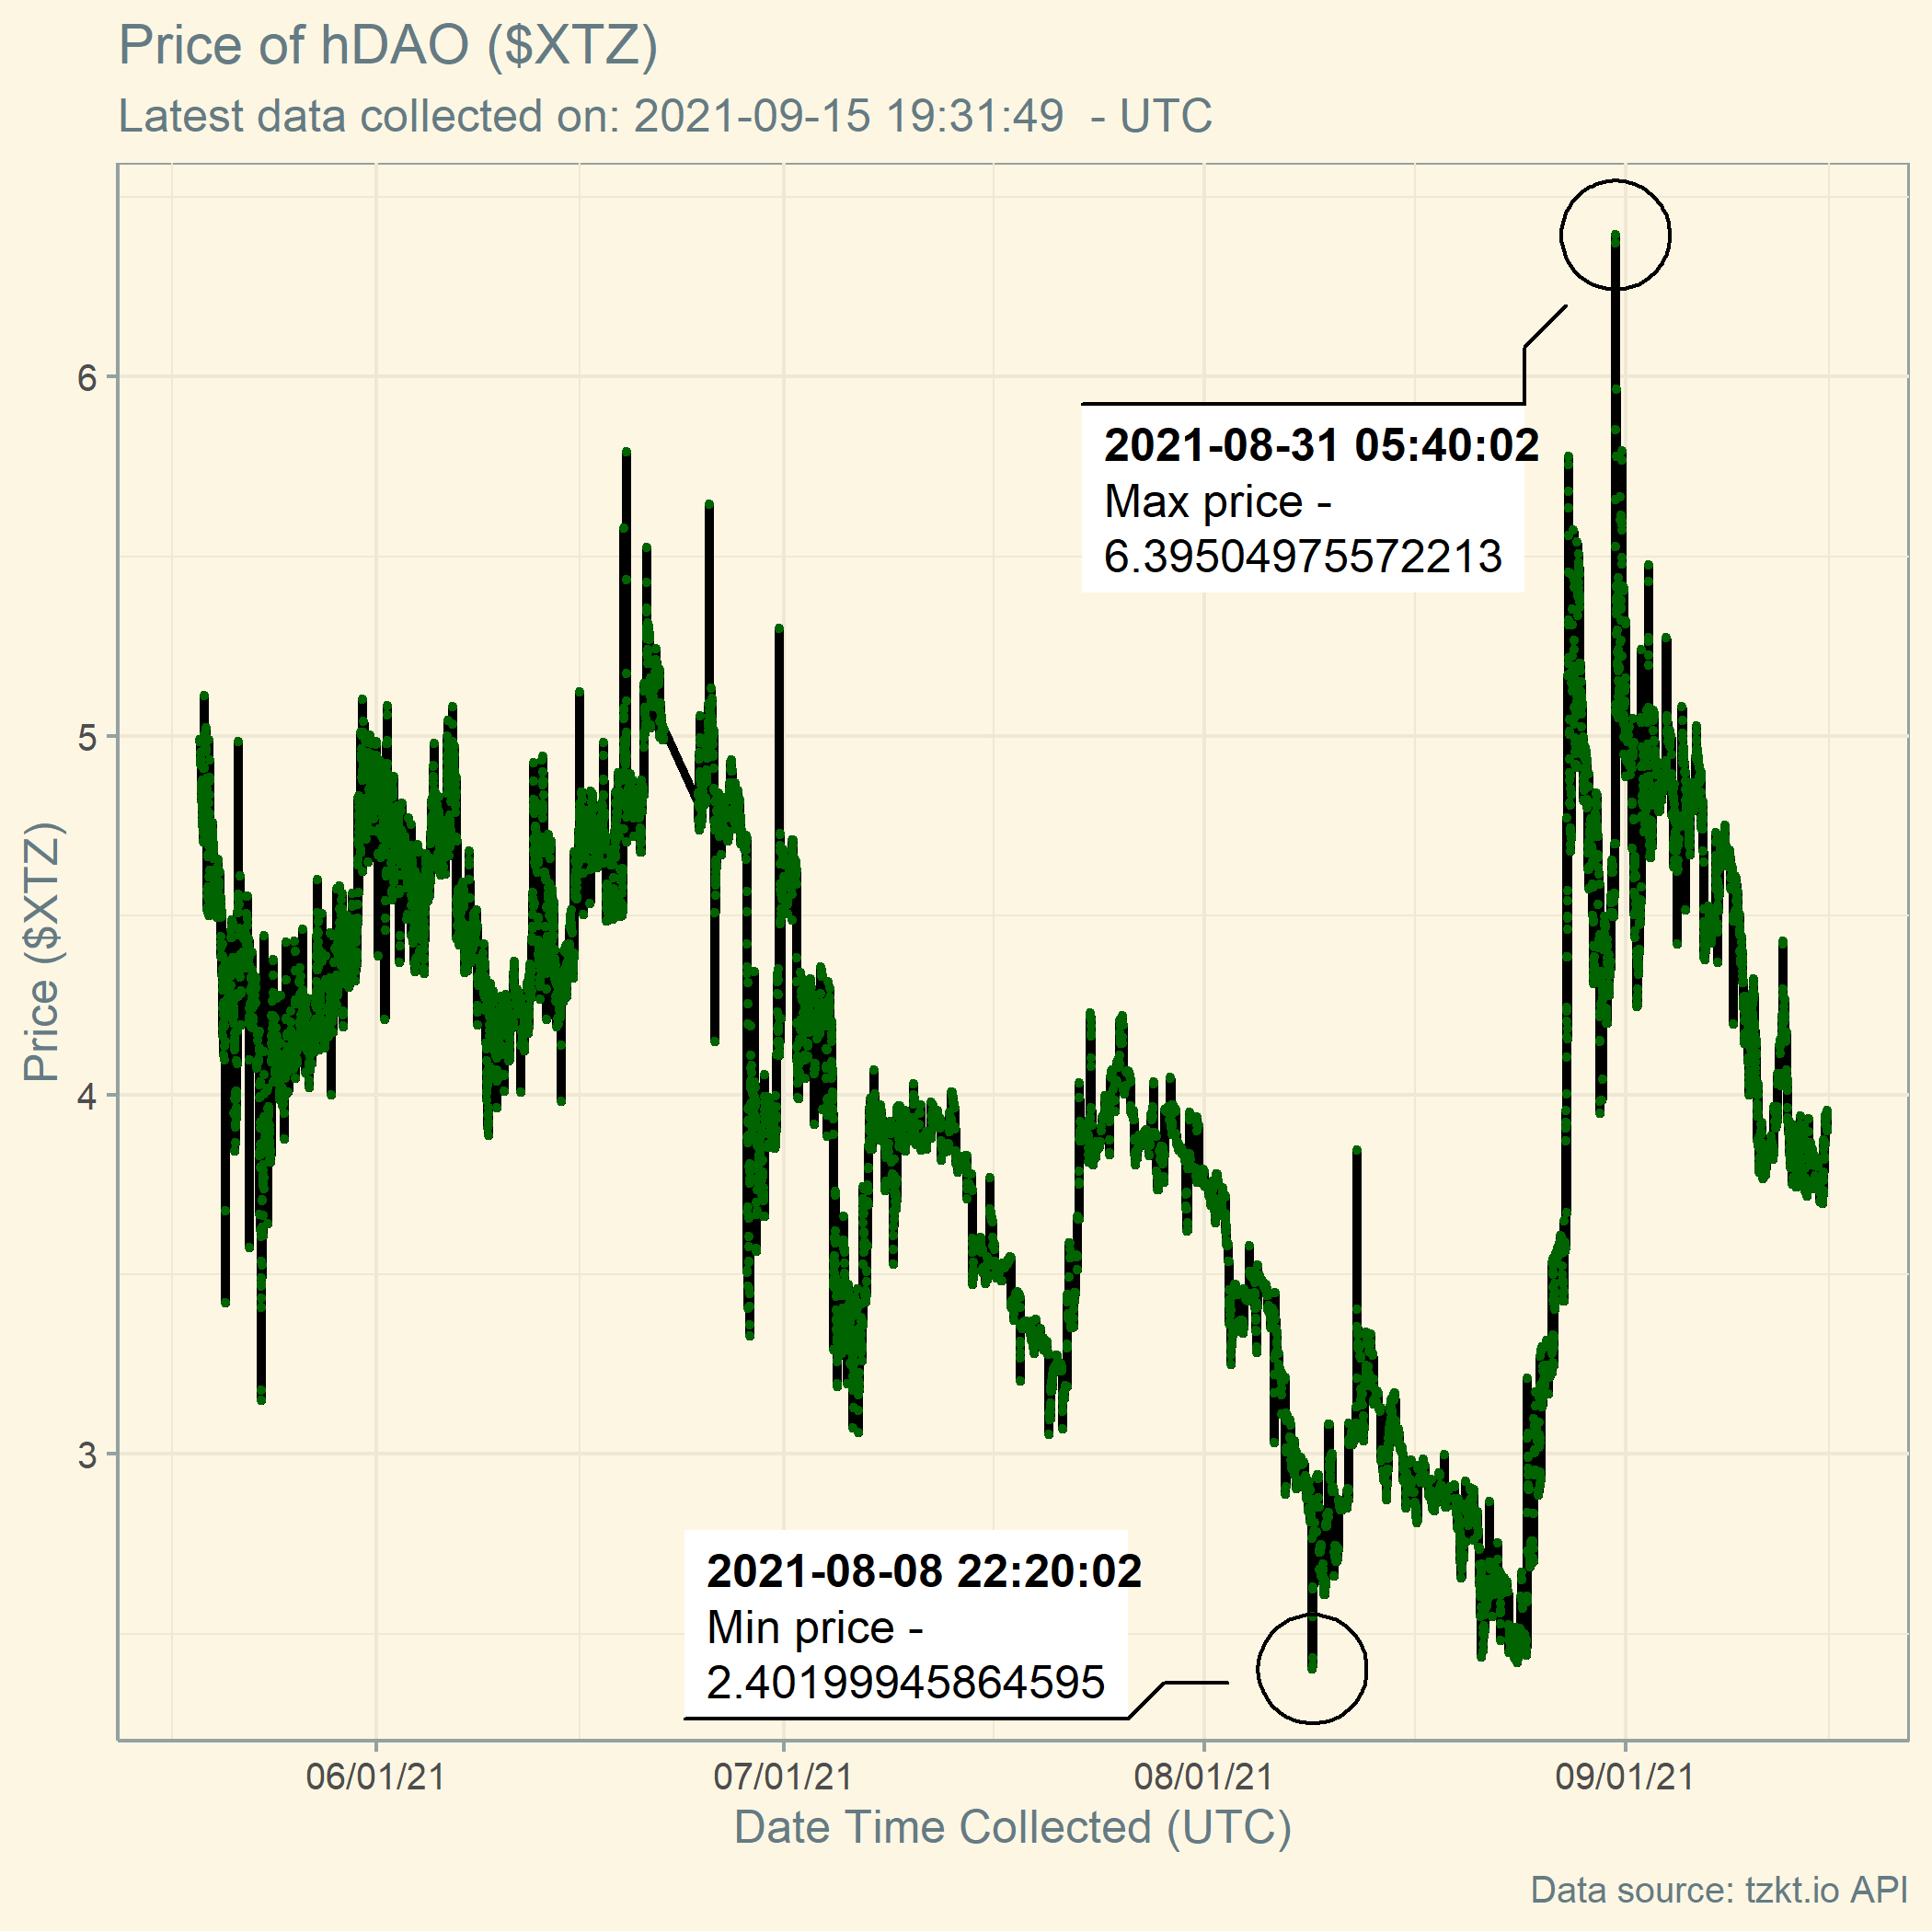 Price of hDAO ($XTZ)
Latest data collected on: 2021-09-15 19:31:49  - UTC
2021-08-31 05:40:02
Max price -
6.39504975572213
6
5
4
3
Price ($XTZ)
2021-08-08 22:20:02
Min price -
2.40199945864595
06/01/21 07/01/21 08/01/21 09/01/21
Date Time Collected (UTC)
Data source: tzkt.io API